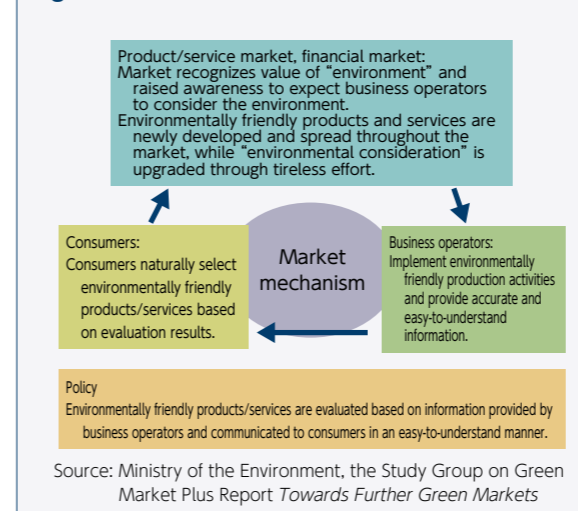 Product/service market, financial market:
Market recognizes value of “environment” and
raised awareness to expect business operators
to consider the environment.
Environmentally friendly products and services are
newly developed and spread throughout the
market, while “environmental consideration” is
upgraded through tireless effort.
Consumers:
Consumers naturally select
environmentally friendly
products/services based
on evaluation results.
Market
mechanism
Business operators:
Implement environmentally
friendly production activities
and provide accurate and
easy-to-understand
information.
Policy
Environmentally friendly products/services are evaluated based on information provided by
business operators and communicated to consumers in an easy-to-understand manner.
Source: Ministry of the Environment, the Study Group on Green
Market Plus Report Towards Further Green Markets